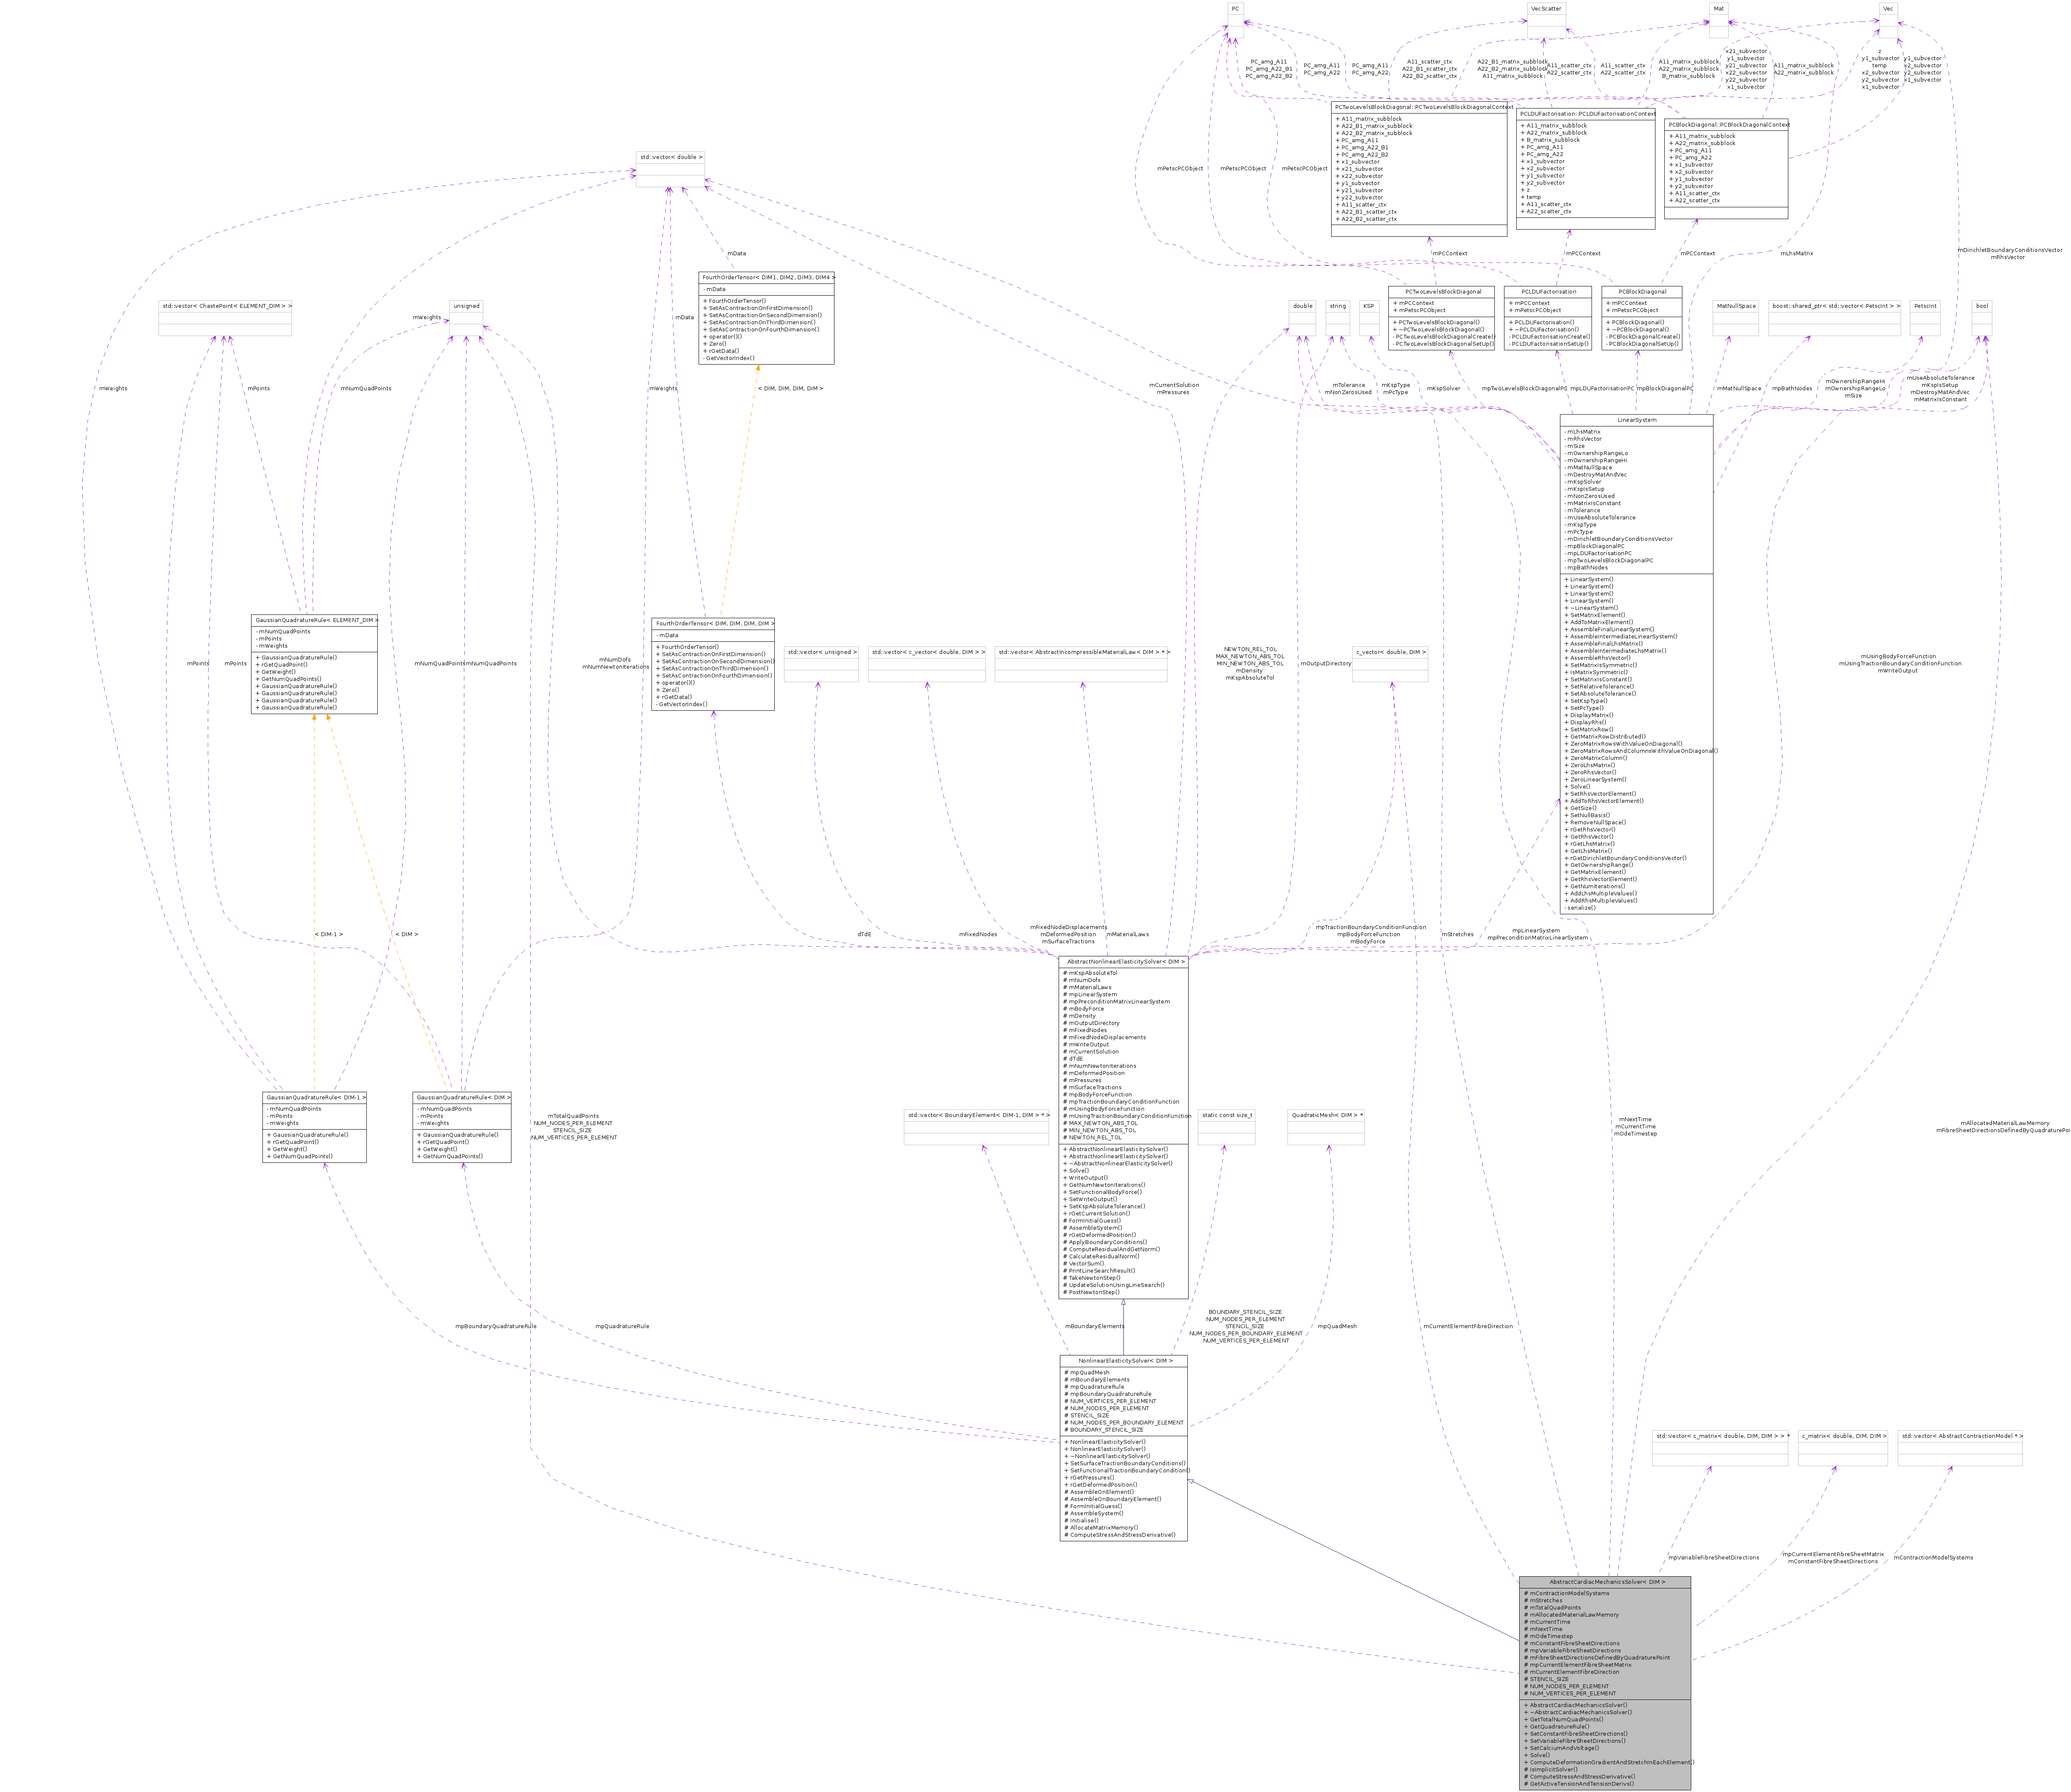 PC
VecScatter
Mat
Vec
PC_amg_A11
PC_amg_A22_B1
PC_amg_A22_B2
PC_amg_A11
PC_amg_A22
PC_amg_A11
PC_amg_A22
A11_scatter_ctx
A22_B1_scatter_ctx
A22_B2_scatter_ctx
A22_B1_matrix_subblock
A22_B2_matrix_subblock
A11_matrix_subblock
A11_scatter_ctx
A22_scatter_ctx
A11_scatter_ctx
A22_scatter_ctx
A11_matrix_subblock
A22_matrix_subblock
B_matrix_subblock
x21_subvector
y1_subvector
y21_subvector
x22_subvector
y22_subvector
x1_subvector
A11_matrix_subblock
A22_matrix_subblock
z
y1_subvector
temp
x2_subvector
y2_subvector
x1_subvector
y1_subvector
x2_subvector
y2_subvector
x1_subvector
PCTwoLevelsBlockDiagonal::PCTwoLevelsBlockDiagonalContext
+ A11_matrix_subblock
+ A22_B1_matrix_subblock
+ A22_B2_matrix_subblock
+ PC_amg_A11
+ PC_amg_A22_B1
+ PC_amg_A22_B2
+ x1_subvector
+ x21_subvector
+ x22_subvector
+ y1_subvector
+ y21_subvector
+ y22_subvector
+ A11_scatter_ctx
+ A22_B1_scatter_ctx
+ A22_B2_scatter_ctx
PCLDUFactorisation::PCLDUFactorisationContext
+ A11_matrix_subblock
+ A22_matrix_subblock
+ B_matrix_subblock
+ PC_amg_A11
+ PC_amg_A22
+ x1_subvector
+ x2_subvector
+ y1_subvector
+ y2_subvector
+ z
+ temp
+ A11_scatter_ctx
+ A22_scatter_ctx
PCBlockDiagonal::PCBlockDiagonalContext
+ A11_matrix_subblock
+ A22_matrix_subblock
+ PC_amg_A11
+ PC_amg_A22
+ x1_subvector
+ x2_subvector
+ y1_subvector
+ y2_subvector
+ A11_scatter_ctx
+ A22_scatter_ctx
std::vector< double >
mPetscPCObject
mPetscPCObject
mPetscPCObject
mPCContext
mPCContext
mPCContext
mLhsMatrix
mDirichletBoundaryConditionsVector
mRhsVector
mData
FourthOrderTensor< DIM1, DIM2, DIM3, DIM4 >
- mData
+ FourthOrderTensor()
+ SetAsContractionOnFirstDimension()
+ SetAsContractionOnSecondDimension()
+ SetAsContractionOnThirdDimension()
+ SetAsContractionOnFourthDimension()
+ operator()()
+ Zero()
+ rGetData()
- GetVectorIndex()
std::vector< ChastePoint< ELEMENT_DIM > >
unsigned
double
string
KSP
PCTwoLevelsBlockDiagonal
+ mPCContext
+ mPetscPCObject
+ PCTwoLevelsBlockDiagonal()
+ ~PCTwoLevelsBlockDiagonal()
- PCTwoLevelsBlockDiagonalCreate()
- PCTwoLevelsBlockDiagonalSetUp()
PCLDUFactorisation
+ mPCContext
+ mPetscPCObject
+ PCLDUFactorisation()
+ ~PCLDUFactorisation()
- PCLDUFactorisationCreate()
- PCLDUFactorisationSetUp()
PCBlockDiagonal
+ mPCContext
+ mPetscPCObject
+ PCBlockDiagonal()
+ ~PCBlockDiagonal()
- PCBlockDiagonalCreate()
- PCBlockDiagonalSetUp()
MatNullSpace
boost::shared_ptr< std::vector< PetscInt > >
PetscInt
bool
mWeights
mWeights
mPoints
mNumQuadPoints
mData
mWeights
< DIM, DIM, DIM, DIM >
mCurrentSolution
mPressures
mTolerance
mNonZerosUsed
mKspType
mPcType
mKspSolver
mpTwoLevelsBlockDiagonalPC
mpLDUFactorisationPC
mpBlockDiagonalPC
mMatNullSpace
mpBathNodes
mOwnershipRangeHi
mOwnershipRangeLo
mSize
mUseAbsoluteTolerance
mKspIsSetup
mDestroyMatAndVec
mMatrixIsConstant
LinearSystem
- mLhsMatrix
- mRhsVector
- mSize
- mOwnershipRangeLo
- mOwnershipRangeHi
- mMatNullSpace
- mDestroyMatAndVec
- mKspSolver
- mKspIsSetup
- mNonZerosUsed
- mMatrixIsConstant
- mTolerance
- mUseAbsoluteTolerance
- mKspType
- mPcType
- mDirichletBoundaryConditionsVector
- mpBlockDiagonalPC
- mpLDUFactorisationPC
- mpTwoLevelsBlockDiagonalPC
- mpBathNodes
+ LinearSystem()
+ LinearSystem()
+ LinearSystem()
+ LinearSystem()
+ ~LinearSystem()
+ SetMatrixElement()
+ AddToMatrixElement()
+ AssembleFinalLinearSystem()
+ AssembleIntermediateLinearSystem()
+ AssembleFinalLhsMatrix()
+ AssembleIntermediateLhsMatrix()
+ AssembleRhsVector()
+ SetMatrixIsSymmetric()
+ IsMatrixSymmetric()
+ SetMatrixIsConstant()
+ SetRelativeTolerance()
+ SetAbsoluteTolerance()
+ SetKspType()
+ SetPcType()
+ DisplayMatrix()
+ DisplayRhs()
+ SetMatrixRow()
+ GetMatrixRowDistributed()
+ ZeroMatrixRowsWithValueOnDiagonal()
+ ZeroMatrixRowsAndColumnsWithValueOnDiagonal()
+ ZeroMatrixColumn()
+ ZeroLhsMatrix()
+ ZeroRhsVector()
+ ZeroLinearSystem()
+ Solve()
+ SetRhsVectorElement()
+ AddToRhsVectorElement()
+ GetSize()
+ SetNullBasis()
+ RemoveNullSpace()
+ rGetRhsVector()
+ GetRhsVector()
+ rGetLhsMatrix()
+ GetLhsMatrix()
+ rGetDirichletBoundaryConditionsVector()
+ GetOwnershipRange()
+ GetMatrixElement()
+ GetRhsVectorElement()
+ GetNumIterations()
+ AddLhsMultipleValues()
+ AddRhsMultipleValues()
- serialize()
GaussianQuadratureRule< ELEMENT_DIM >
- mNumQuadPoints
- mPoints
- mWeights
+ GaussianQuadratureRule()
+ rGetQuadPoint()
+ GetWeight()
+ GetNumQuadPoints()
+ GaussianQuadratureRule()
+ GaussianQuadratureRule()
+ GaussianQuadratureRule()
+ GaussianQuadratureRule()
mPoints
mPoints
mNumQuadPoints
mNumQuadPoints
mNumDofs
mNumNewtonIterations
FourthOrderTensor< DIM, DIM, DIM, DIM >
- mData
+ FourthOrderTensor()
+ SetAsContractionOnFirstDimension()
+ SetAsContractionOnSecondDimension()
+ SetAsContractionOnThirdDimension()
+ SetAsContractionOnFourthDimension()
+ operator()()
+ Zero()
+ rGetData()
- GetVectorIndex()
std::vector< unsigned >
std::vector< c_vector< double, DIM > >
std::vector< AbstractIncompressibleMaterialLaw< DIM > * >
NEWTON_REL_TOL
MAX_NEWTON_ABS_TOL
MIN_NEWTON_ABS_TOL
mDensity
mKspAbsoluteTol
mOutputDirectory
c_vector< double, DIM >
mUsingBodyForceFunction
mUsingTractionBoundaryConditionFunction
mWriteOutput
< DIM-1 >
< DIM >
dTdE
mFixedNodes
mFixedNodeDisplacements
mDeformedPosition
mSurfaceTractions
mMaterialLaws
mpTractionBoundaryConditionFunction
mpBodyForceFunction
mBodyForce
mStretches
mpLinearSystem
mpPreconditionMatrixLinearSystem
AbstractNonlinearElasticitySolver< DIM >
# mKspAbsoluteTol
# mNumDofs
# mMaterialLaws
# mpLinearSystem
# mpPreconditionMatrixLinearSystem
# mBodyForce
# mDensity
# mOutputDirectory
# mFixedNodes
# mFixedNodeDisplacements
# mWriteOutput
# mCurrentSolution
# dTdE
# mNumNewtonIterations
# mDeformedPosition
# mPressures
# mSurfaceTractions
# mpBodyForceFunction
# mpTractionBoundaryConditionFunction
# mUsingBodyForceFunction
# mUsingTractionBoundaryConditionFunction
# MAX_NEWTON_ABS_TOL
# MIN_NEWTON_ABS_TOL
# NEWTON_REL_TOL
+ AbstractNonlinearElasticitySolver()
+ AbstractNonlinearElasticitySolver()
+ ~AbstractNonlinearElasticitySolver()
+ Solve()
+ WriteOutput()
+ GetNumNewtonIterations()
+ SetFunctionalBodyForce()
+ SetWriteOutput()
+ SetKspAbsoluteTolerance()
+ rGetCurrentSolution()
# FormInitialGuess()
# AssembleSystem()
# rGetDeformedPosition()
# ApplyBoundaryConditions()
# ComputeResidualAndGetNorm()
# CalculateResidualNorm()
# VectorSum()
# PrintLineSearchResult()
# TakeNewtonStep()
# UpdateSolutionUsingLineSearch()
# PostNewtonStep()
GaussianQuadratureRule< DIM-1 >
- mNumQuadPoints
- mPoints
- mWeights
+ GaussianQuadratureRule()
+ rGetQuadPoint()
+ GetWeight()
+ GetNumQuadPoints()
GaussianQuadratureRule< DIM >
- mNumQuadPoints
- mPoints
- mWeights
+ GaussianQuadratureRule()
+ rGetQuadPoint()
+ GetWeight()
+ GetNumQuadPoints()
mTotalQuadPoints
NUM_NODES_PER_ELEMENT
STENCIL_SIZE
NUM_VERTICES_PER_ELEMENT
std::vector< BoundaryElement< DIM-1, DIM > * >
static const size_t
QuadraticMesh< DIM > *
mNextTime
mCurrentTime
mOdeTimestep
mAllocatedMaterialLawMemory
mFibreSheetDirectionsDefinedByQuadraturePoi
mpBoundaryQuadratureRule
mpQuadratureRule
mBoundaryElements
BOUNDARY_STENCIL_SIZE
NUM_NODES_PER_ELEMENT
STENCIL_SIZE
NUM_NODES_PER_BOUNDARY_ELEMENT
NUM_VERTICES_PER_ELEMENT
mpQuadMesh
mCurrentElementFibreDirection
NonlinearElasticitySolver< DIM >
# mpQuadMesh
# mBoundaryElements
# mpQuadratureRule
# mpBoundaryQuadratureRule
# NUM_VERTICES_PER_ELEMENT
# NUM_NODES_PER_ELEMENT
# STENCIL_SIZE
# NUM_NODES_PER_BOUNDARY_ELEMENT
# BOUNDARY_STENCIL_SIZE
+ NonlinearElasticitySolver()
+ NonlinearElasticitySolver()
+ ~NonlinearElasticitySolver()
+ SetSurfaceTractionBoundaryConditions()
+ SetFunctionalTractionBoundaryCondition()
+ rGetPressures()
+ rGetDeformedPosition()
# AssembleOnElement()
# AssembleOnBoundaryElement()
# FormInitialGuess()
# AssembleSystem()
# Initialise()
# AllocateMatrixMemory()
# ComputeStressAndStressDerivative()
std::vector< c_matrix< double, DIM, DIM > > *
c_matrix< double, DIM, DIM >
std::vector< AbstractContractionModel * >
mpVariableFibreSheetDirections
mpCurrentElementFibreSheetMatrix
mConstantFibreSheetDirections
mContractionModelSystems
AbstractCardiacMechanicsSolver< DIM >
# mContractionModelSystems
# mStretches
# mTotalQuadPoints
# mAllocatedMaterialLawMemory
# mCurrentTime
# mNextTime
# mOdeTimestep
# mConstantFibreSheetDirections
# mpVariableFibreSheetDirections
# mFibreSheetDirectionsDefinedByQuadraturePoint
# mpCurrentElementFibreSheetMatrix
# mCurrentElementFibreDirection
# STENCIL_SIZE
# NUM_NODES_PER_ELEMENT
# NUM_VERTICES_PER_ELEMENT
+ AbstractCardiacMechanicsSolver()
+ ~AbstractCardiacMechanicsSolver()
+ GetTotalNumQuadPoints()
+ GetQuadratureRule()
+ SetConstantFibreSheetDirections()
+ SetVariableFibreSheetDirections()
+ SetCalciumAndVoltage()
+ Solve()
+ ComputeDeformationGradientAndStretchInEachElement()
# IsImplicitSolver()
# ComputeStressAndStressDerivative()
# GetActiveTensionAndTensionDerivs()